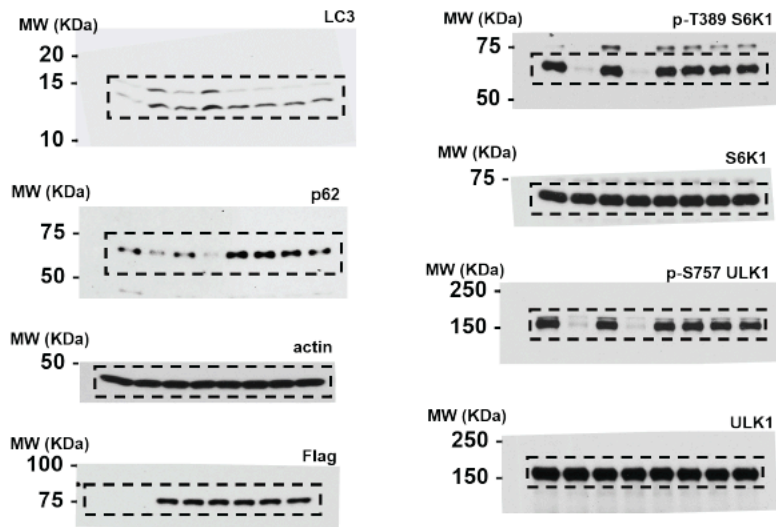 LC3
MW (KDa)
20 -
15 -
10 -
p62
MW (KDa)
75 -
50 -
actin
MW (KDa)
50 -
Flag
MW (KDa)
100 -
75 -
p-T389 S6K1
MW (KDa)
75 -
50 -
S6K1
MW (KDa)
75 -
p-S757 ULK1
MW (KDa)
250 -
150 -
ULK1
MW (KDa)
250 -
150 -